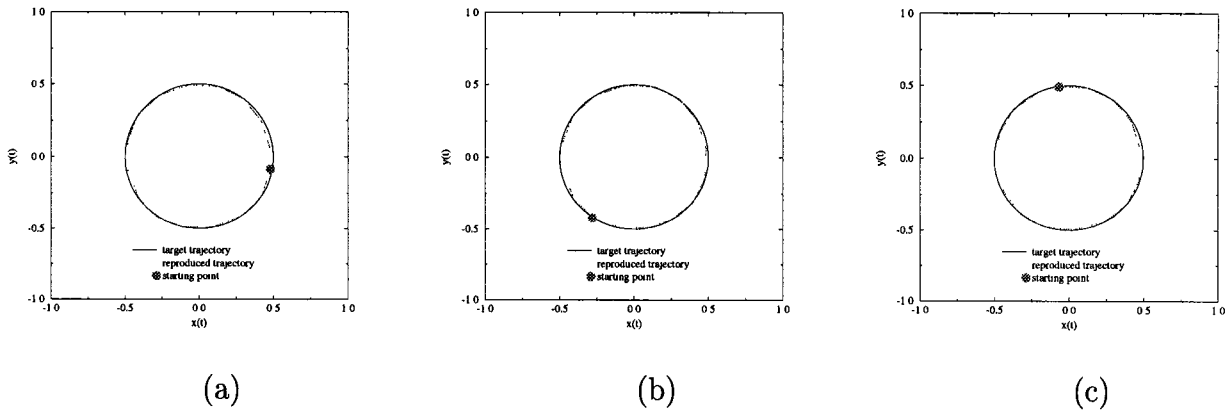 1 0
0.5
0 0
-0.5
-1 0
y(t)
target trajectory
reproduced trajectory
starting point
-1 0 -0.5 0 0 0 5 1 0
x(t)
(a)
1 0
0 5
0 0
-0.5
-1 0
y(t)
target trajectory
reproduced trajectory
starting point
-1 0 -0.5 0 0 0 5 1 0
x(t)
(b)
1 0
0 5
0 0
-0.5
-1 0
y(t)
target trajectory
reproduced trajectory
starting point
-1 0 -0.5 0 0 0 5 1 0
x(t)
(c)